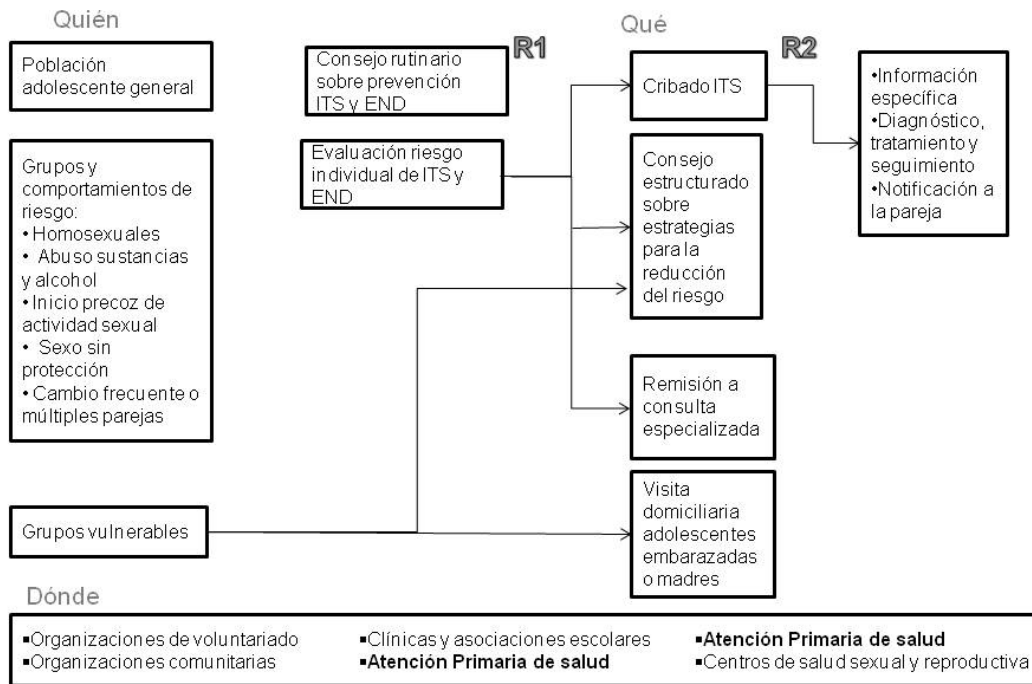 Quién
Población
adolescente general
Grupos y
comportamientos de
riesgo:
• Homosexuales
• Abuso sustancias
y alcohol
• Inicio precoz de
actividad sexual
• Sexo sin
protección
• Cambio frecuente o
múltiples parejas
Grupos vulnerables
Consejo rutinario
sobre prevención
ITS y END
R1
Evaluación riesgo
individual de ITS y
END
Qué
Cribado ITS
R2
Consejo
estructurado
sobre
estrategias
para la
reducción
del riesgo
Remisión a
consulta
especializada
Visita
domiciliaria
adolescentes
embarazadas
o madres
•Información
específica
•Diagnóstico,
tratamiento y
seguimiento
•Notificación a
la pareja
Dónde
▪Organizaciones de voluntariado
▪Organizaciones comunitarias
▪Clínicas y asociaciones escolares
▪Atención Primaria de salud
▪Atención Primaria de salud
▪Centros de salud sexual y reproductiva